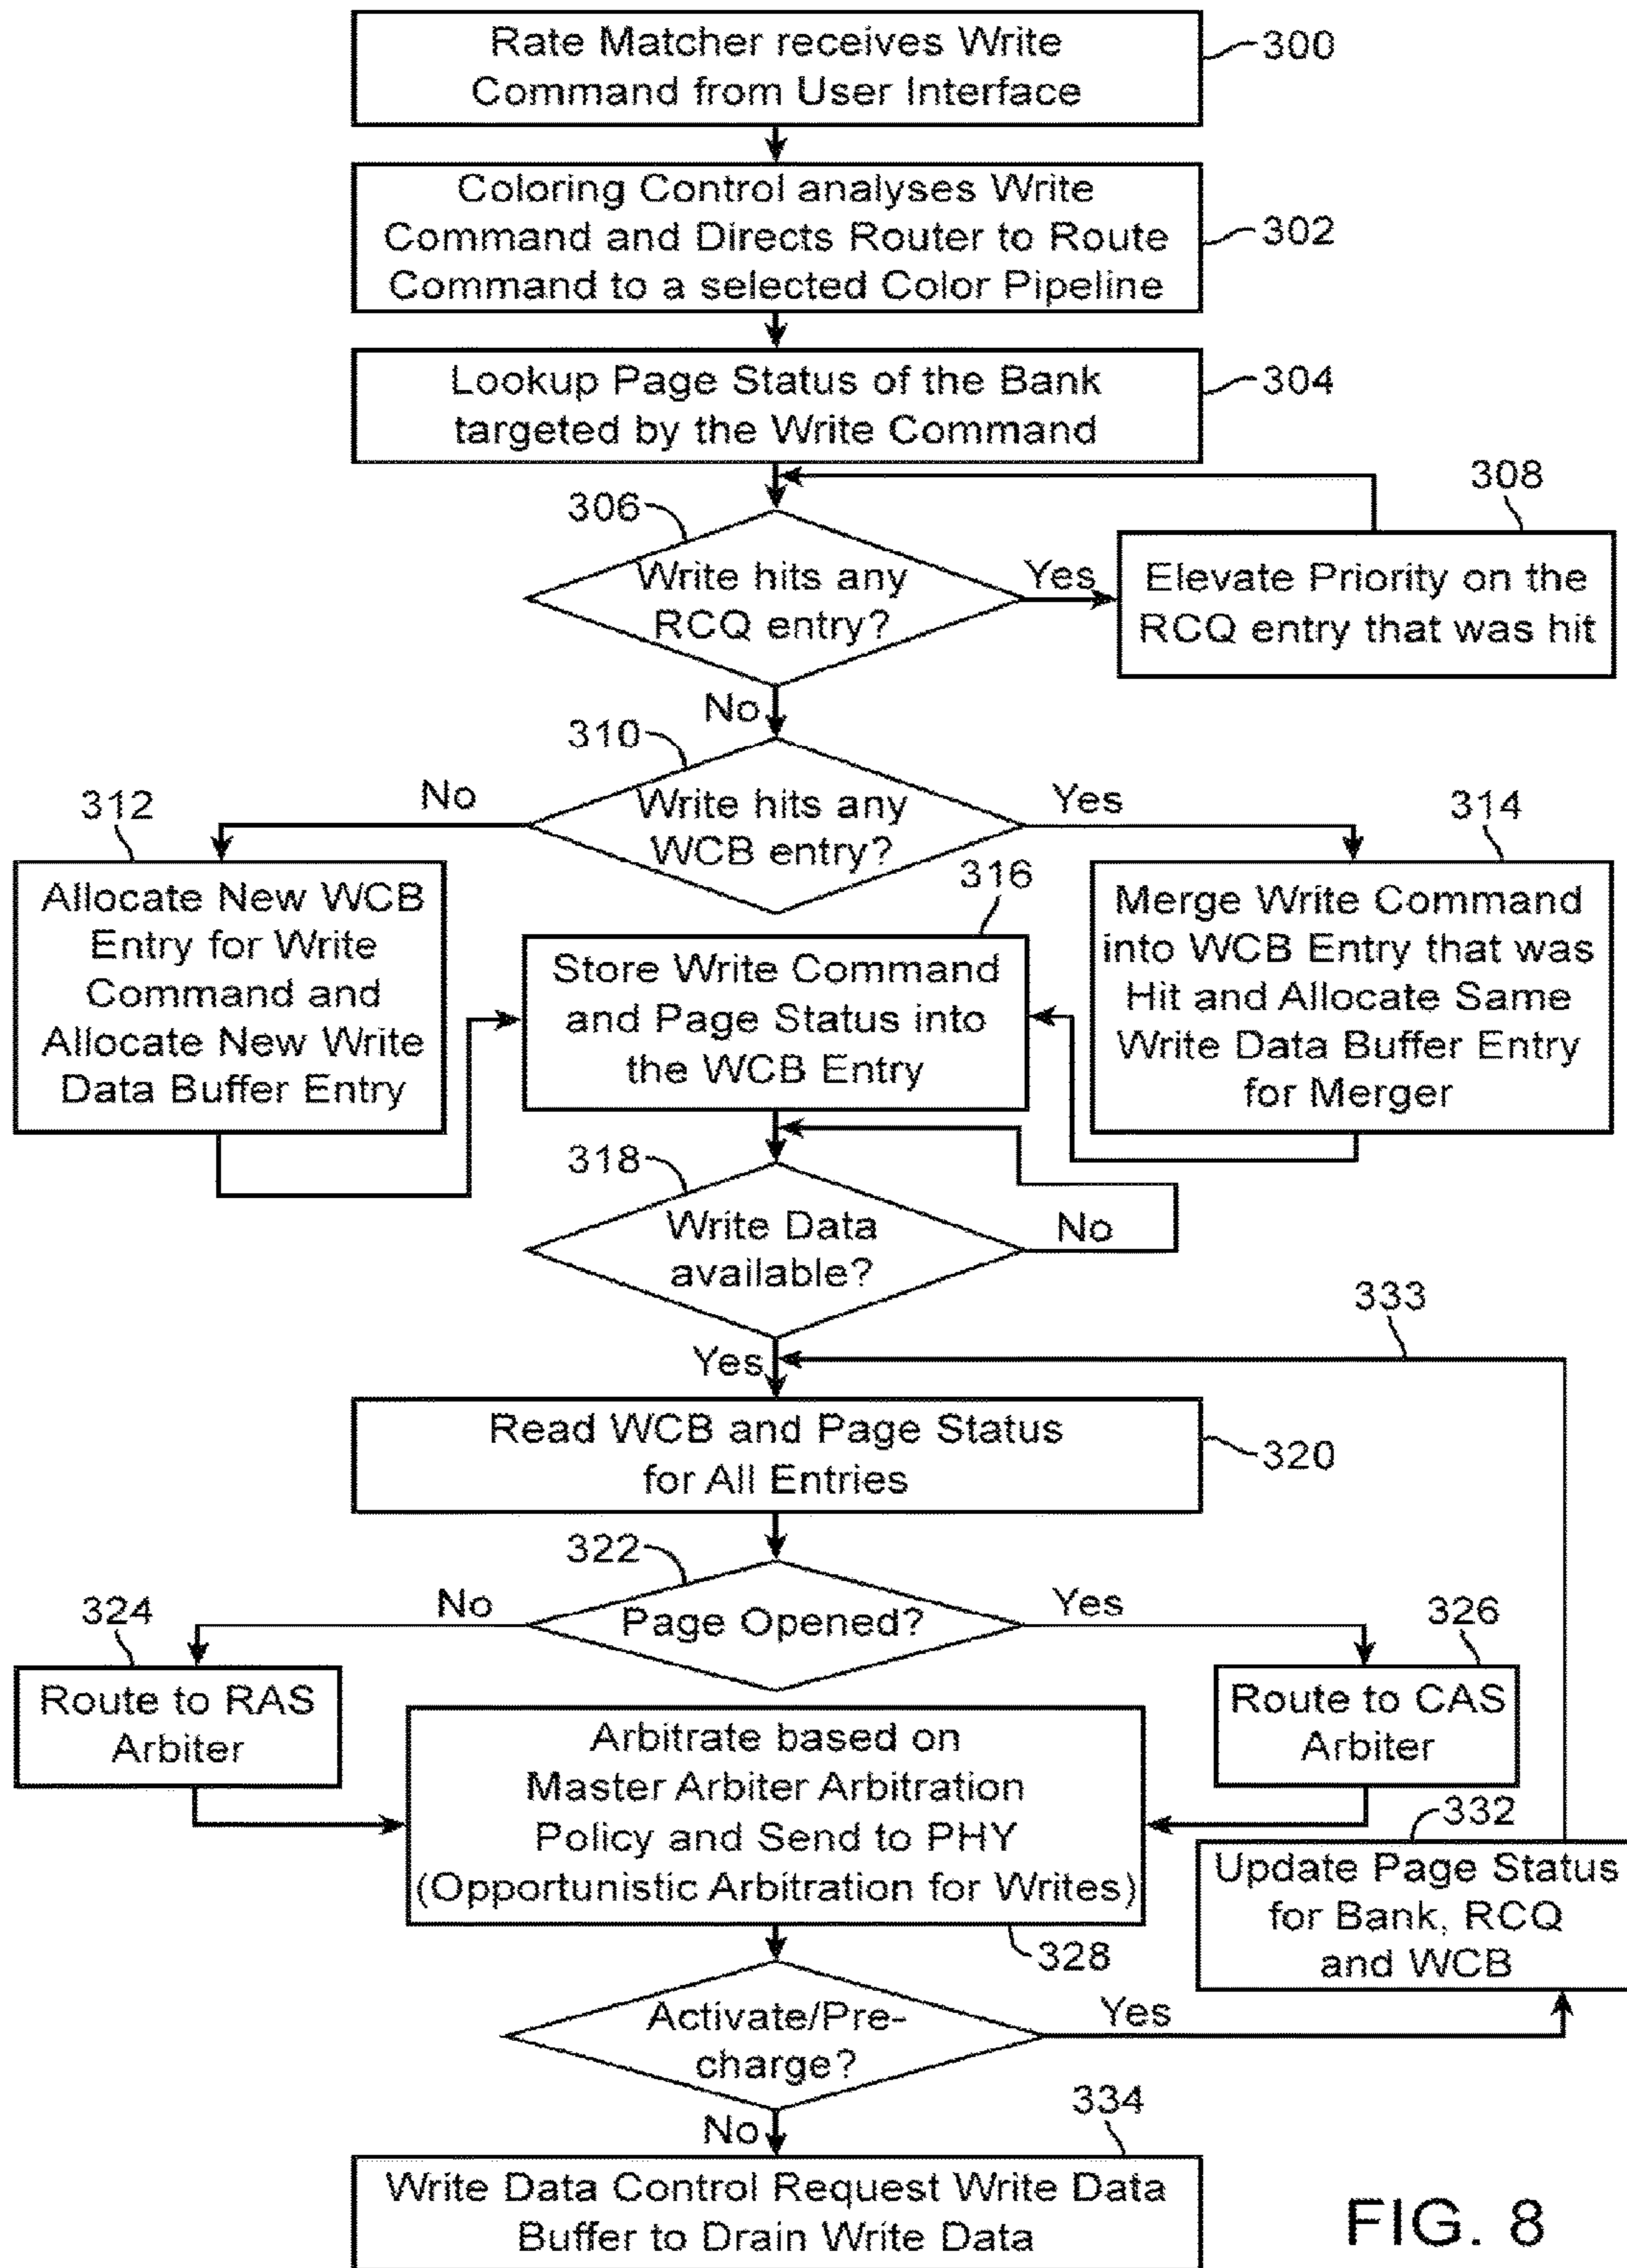 Rate Matcher receives Write
Command from User Interface
300
Coloring Control analyses Write
Command and Directs Router to Route
Command to a selected Color Pipeline
302
Lookup Page Status of the Bank
targeted by the Write Command
304
306
Write hits any
RCQ entry?
Yes
308
Elevate Priority on the
RCQ entry that was hit
No
310
Write hits any
WCB entry?
No
Yes
312
Allocate New WCB
Entry for Write
Command and
Allocate New Write
Data Buffer Entry
314
Merge Write Command
into WCB Entry that was
Hit and Allocate Same
Write Data Buffer Entry
for Merger
316
Store Write Command
and Page Status into
the WCB Entry
318
Write Data
available?
No
Yes
333
Read WCB and Page Status
for All Entries
320
322
Page Opened?
No
Yes
324
Route to RAS
Arbiter
326
Route to CAS
Arbiter
Arbitrate based on
Master Arbiter Arbitration
Policy and Send to PHY
(Opportunistic Arbitration for Writes)
328
332
Update Page Status
for Bank, RCQ
and WCB
Activate/Pre-
charge?
Yes
No
334
Write Data Control Request Write Data
Buffer to Drain Write Data
FIG. 8